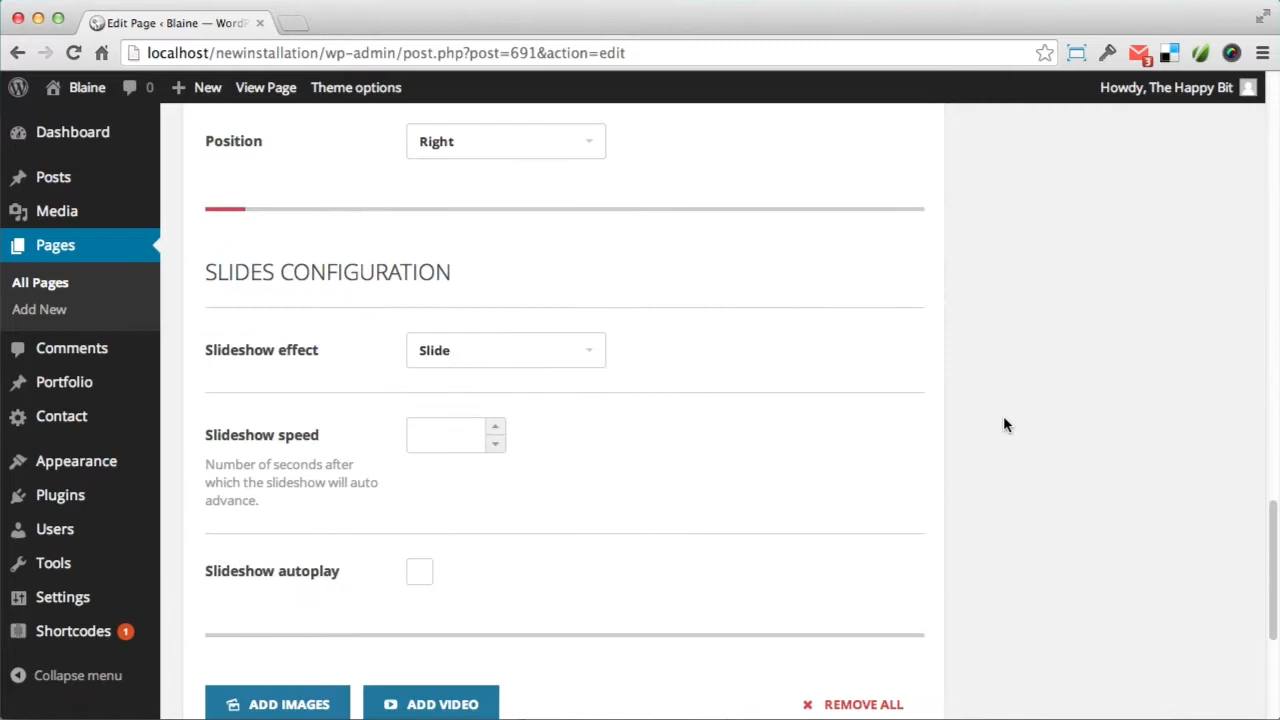 Edit Page ‹ Blaine — WordP
localhost/newinstallation/wp-admin/post.php?post=691&action=edit
3
Blaine 0 New View Page Theme options Howdy, The Happy Bit
Dashboard
Posts
Media
Pages
All Pages
Add New
Comments
Portfolio
Contact
Appearance
Plugins
Users
Tools
Settings
Shortcodes 1
Collapse menu
Position Right
SLIDES CONFIGURATION
Slideshow effect Slide
Slideshow speed
Number of seconds after
which the slideshow will auto
advance.
Slideshow autoplay
ADD IMAGES ADD VIDEO REMOVE ALL